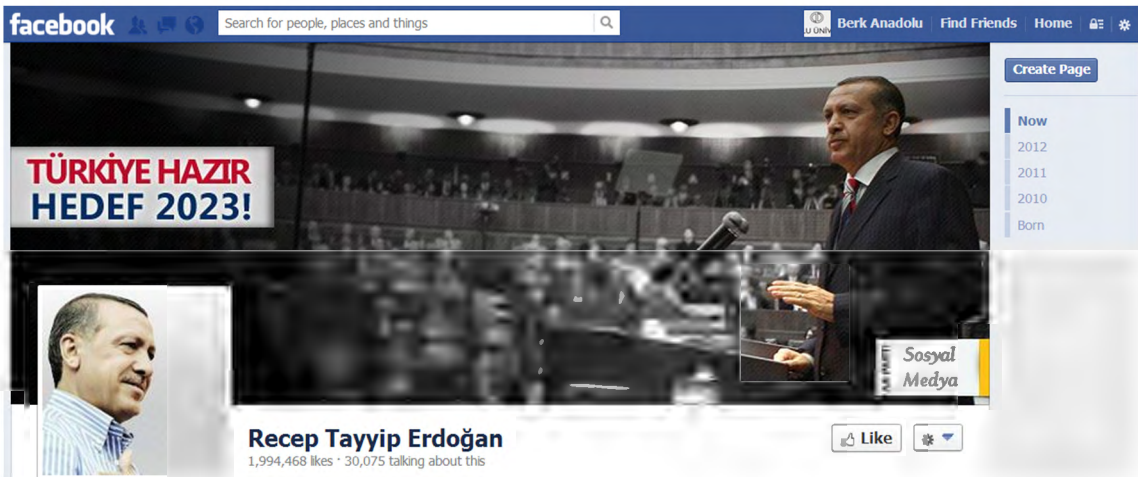 facebook
Search for people, places and things
Berk Anadolu
Find Friends
Home
TÜRKİYE HAZIR
HEDEF 2023!
Create Page
Now
2012
2011
2010
Born
AK PARTİ
Sosyal
Medya
Recep Tayyip Erdoğan
1,994,468 likes · 30,075 talking about this
Like